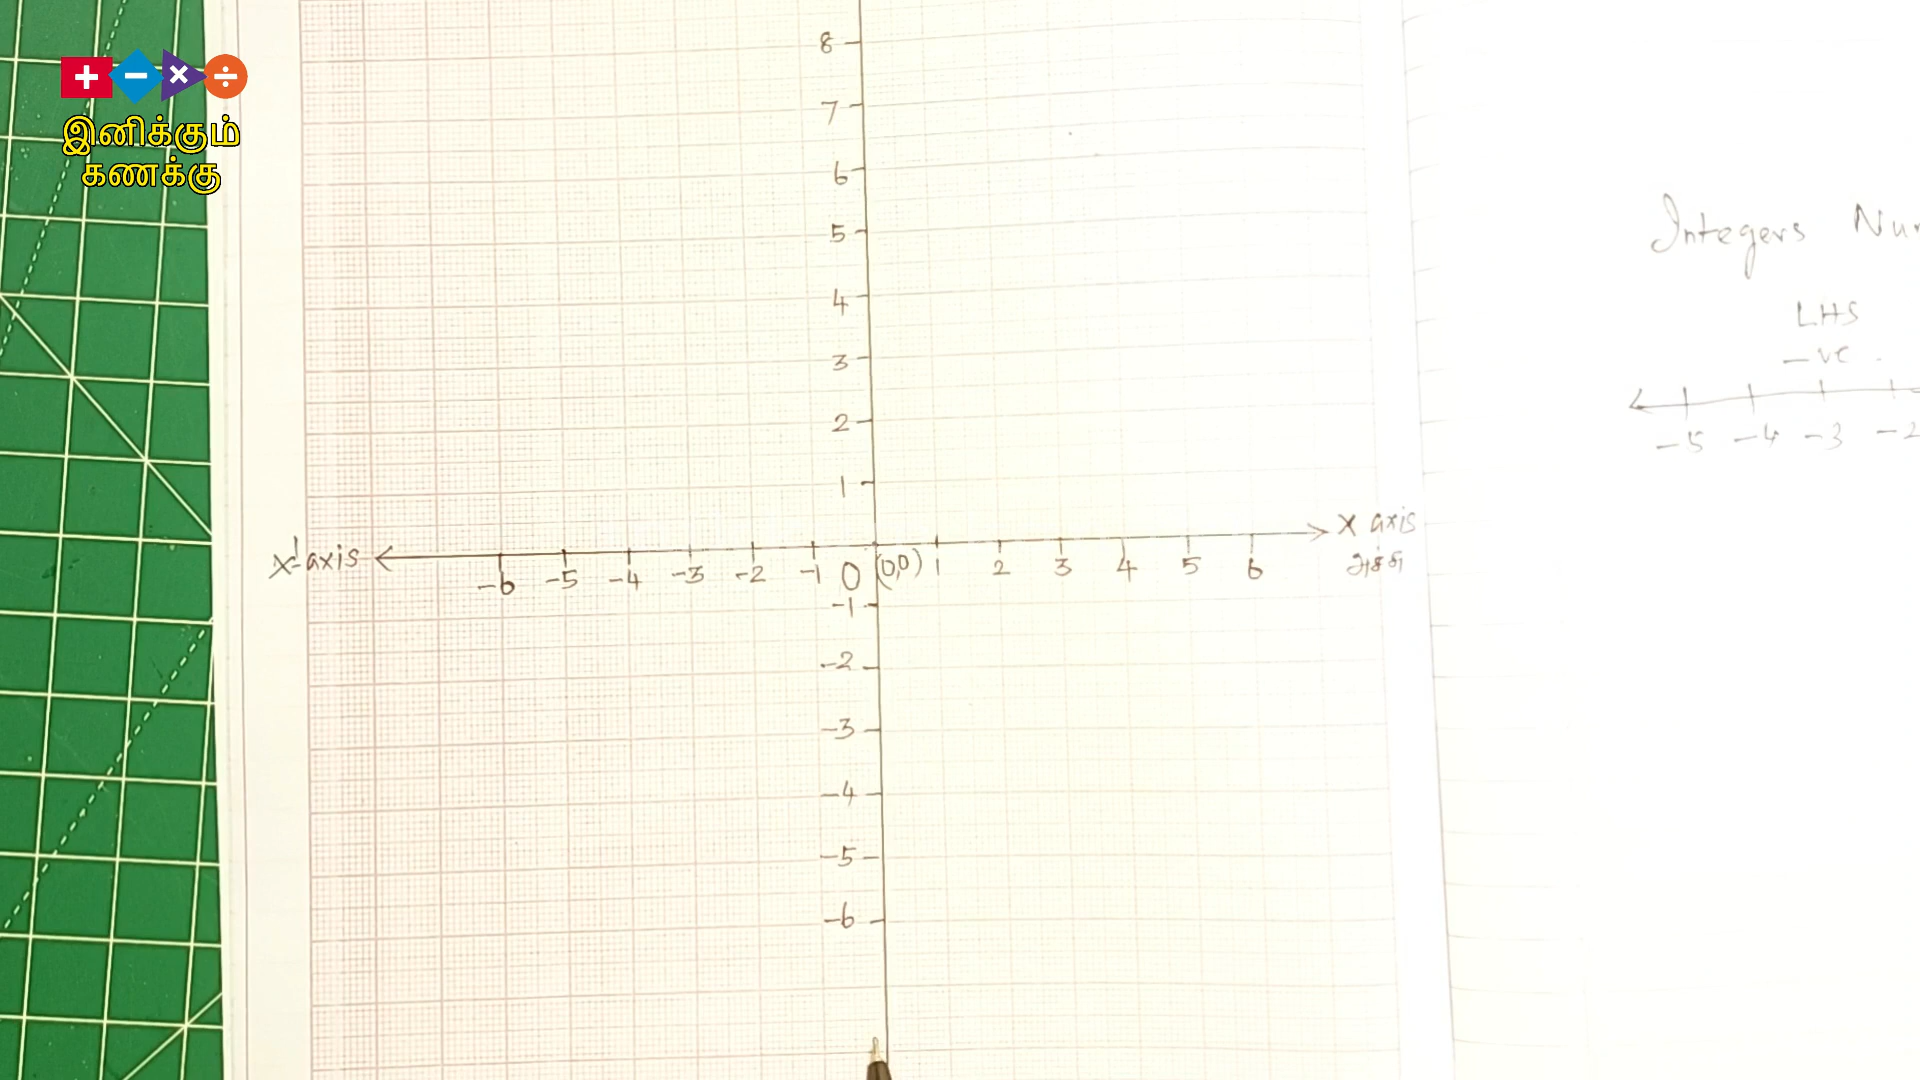 இனிக்கும்
கணக்கு
8
7
6
5
4
3
2
1
x' axis
X axis
அச்சு
-6 -5 -4 -3 -2 -1 0 (0,0) 1 2 3 4 5 6
-1
-2
-3
-4
-5
-6
Integers
LHS
-ve
-5 -4 -3 -2